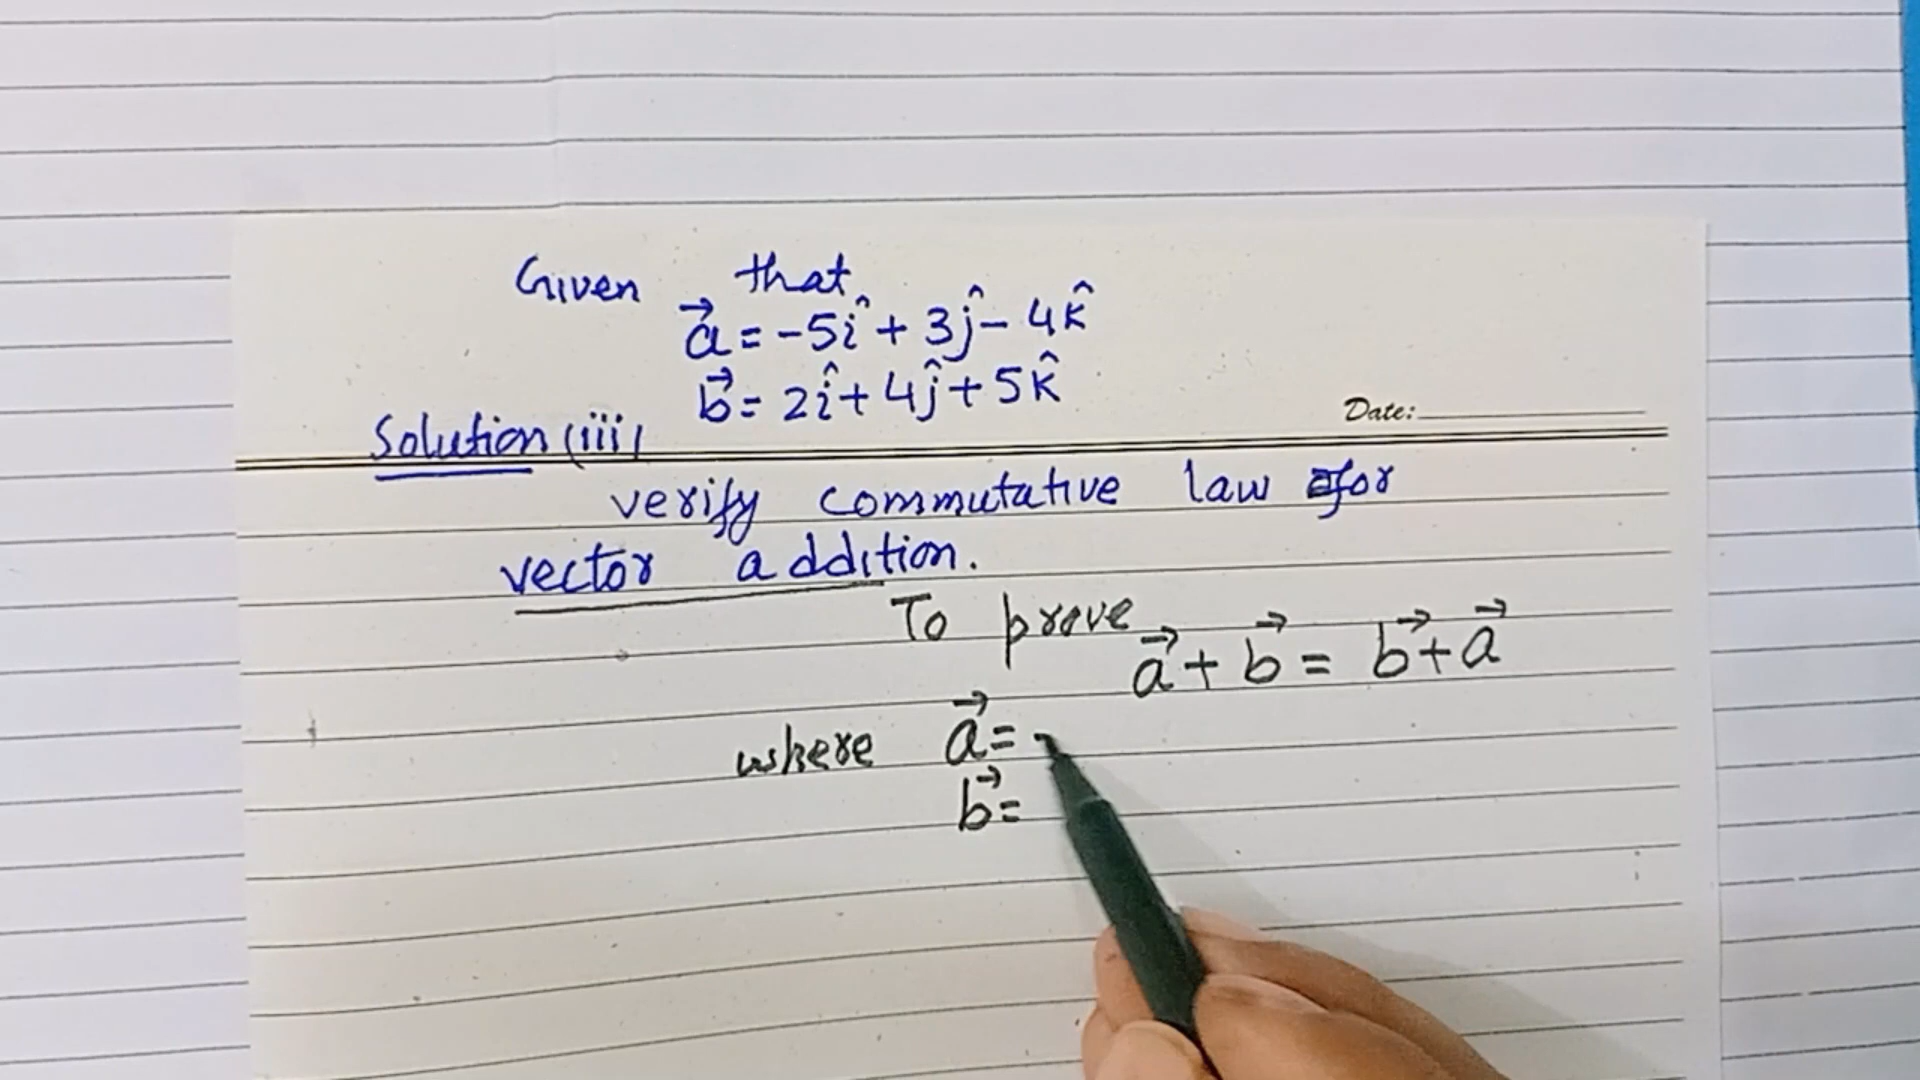 Given that
a⃗ = -5î + 3ĵ - 4k̂
b⃗ = 2î + 4ĵ + 5k̂
Date:
Solution (iii)
verify commutative law for
vector addition.
To prove
a⃗ + b⃗ = b⃗ + a⃗
where a⃗ = -
b⃗ =